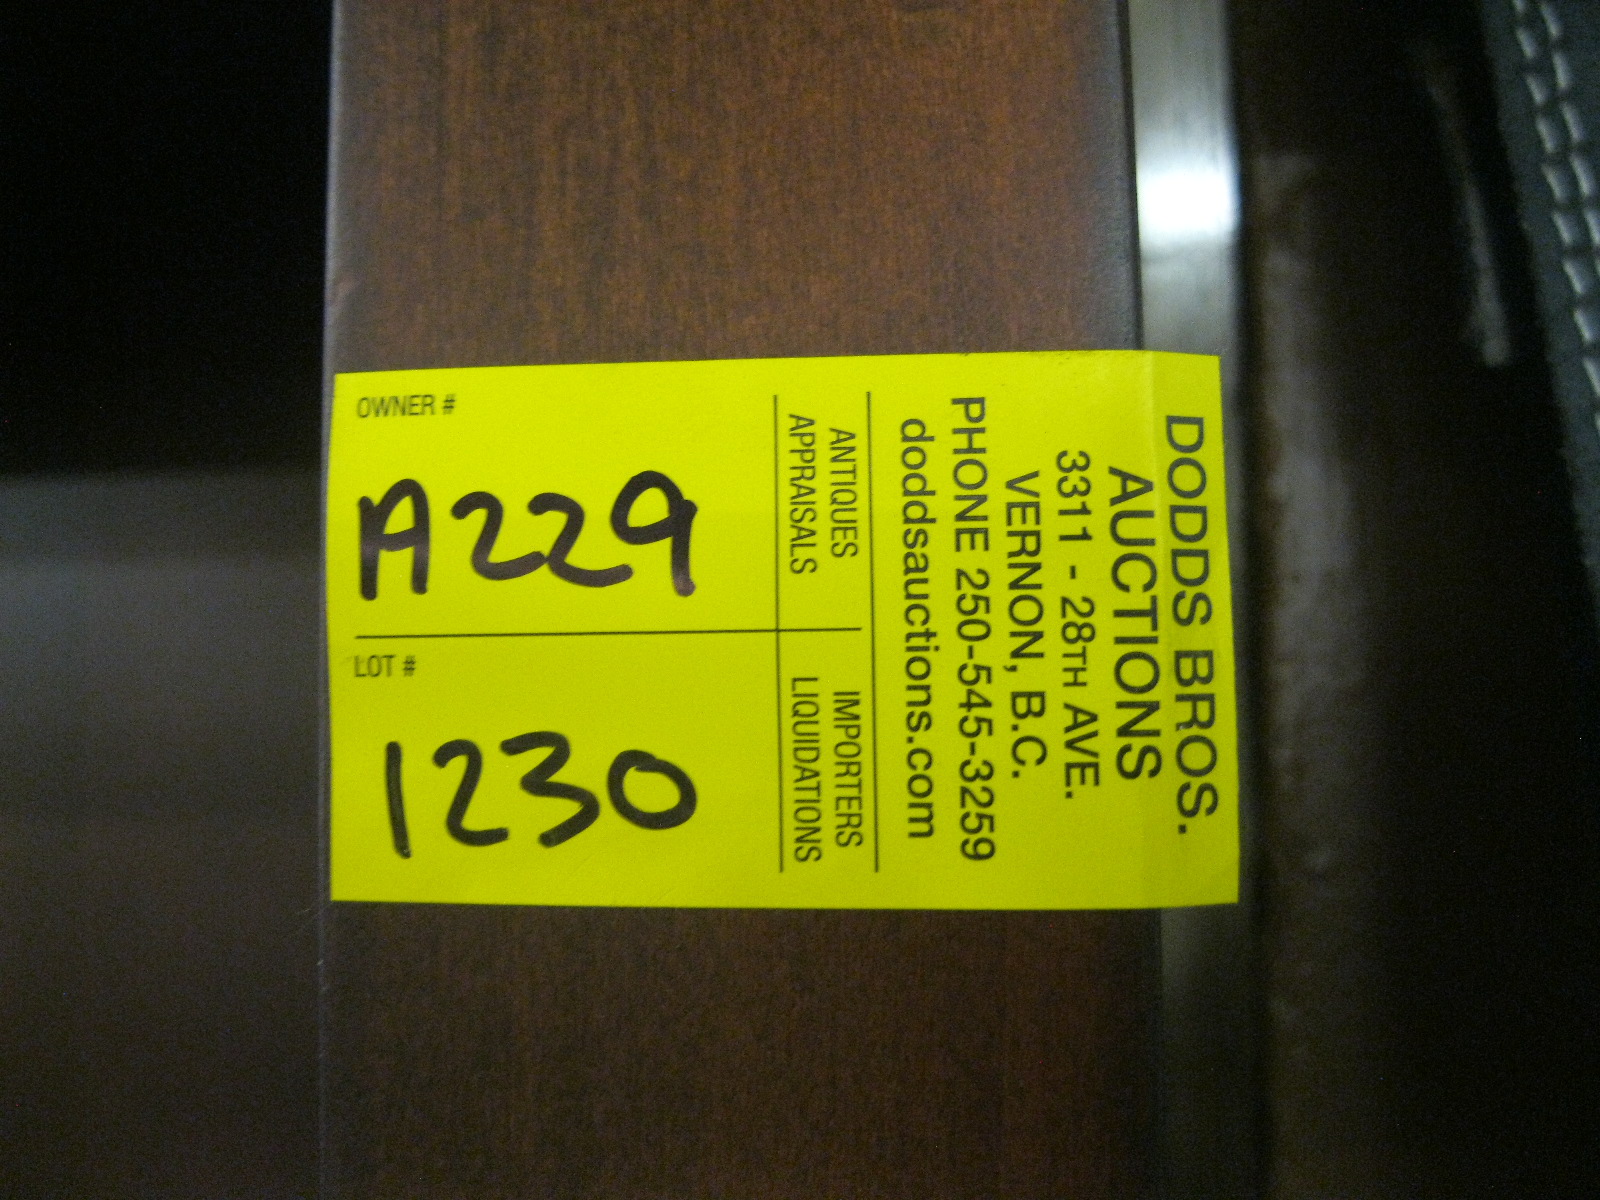 DODDS BROS.
AUCTIONS
3311 - 28TH AVE.
VERNON, B.C.
PHONE 250-545-3259
doddsauctions.com
ANTIQUES
APPRAISALS
IMPORTERS
LIQUIDATIONS
OWNER #
A229
LOT #
1230